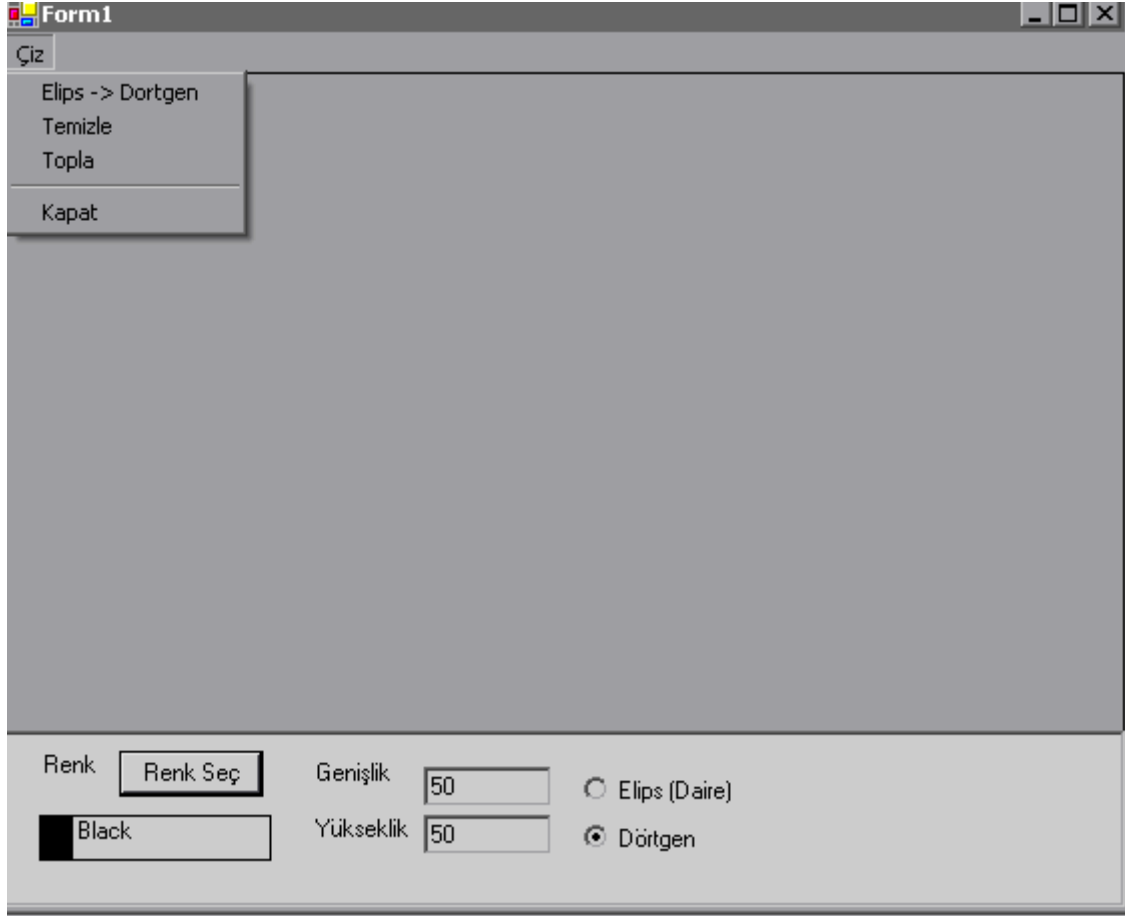 Form1
Çiz
Elips -> Dortgen
Temizle
Topla
Kapat
Renk
Renk Seç
Black
Genişlik
50
Yükseklik
50
Elips (Daire)
Dörtgen